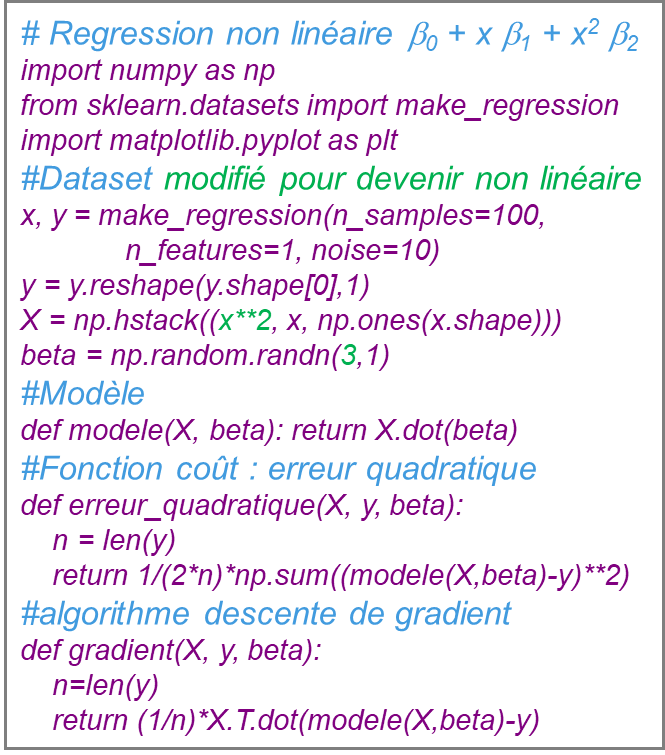 # Regression non linéaire β0 + x β1 + x² β2
import numpy as np
from sklearn.datasets import make_regression
import matplotlib.pyplot as plt
#Dataset modifié pour devenir non linéaire
x, y = make_regression(n_samples=100,
n_features=1, noise=10)
y = y.reshape(y.shape[0],1)
X = np.hstack((x**2, x, np.ones(x.shape)))
beta = np.random.randn(3,1)
#Modèle
def modele(X, beta): return X.dot(beta)
#Fonction coût : erreur quadratique
def erreur_quadratique(X, y, beta):
n = len(y)
return 1/(2*n)*np.sum((modele(X,beta)-y)**2)
#algorithme descente de gradient
def gradient(X, y, beta):
n=len(y)
return (1/n)*X.T.dot(modele(X,beta)-y)